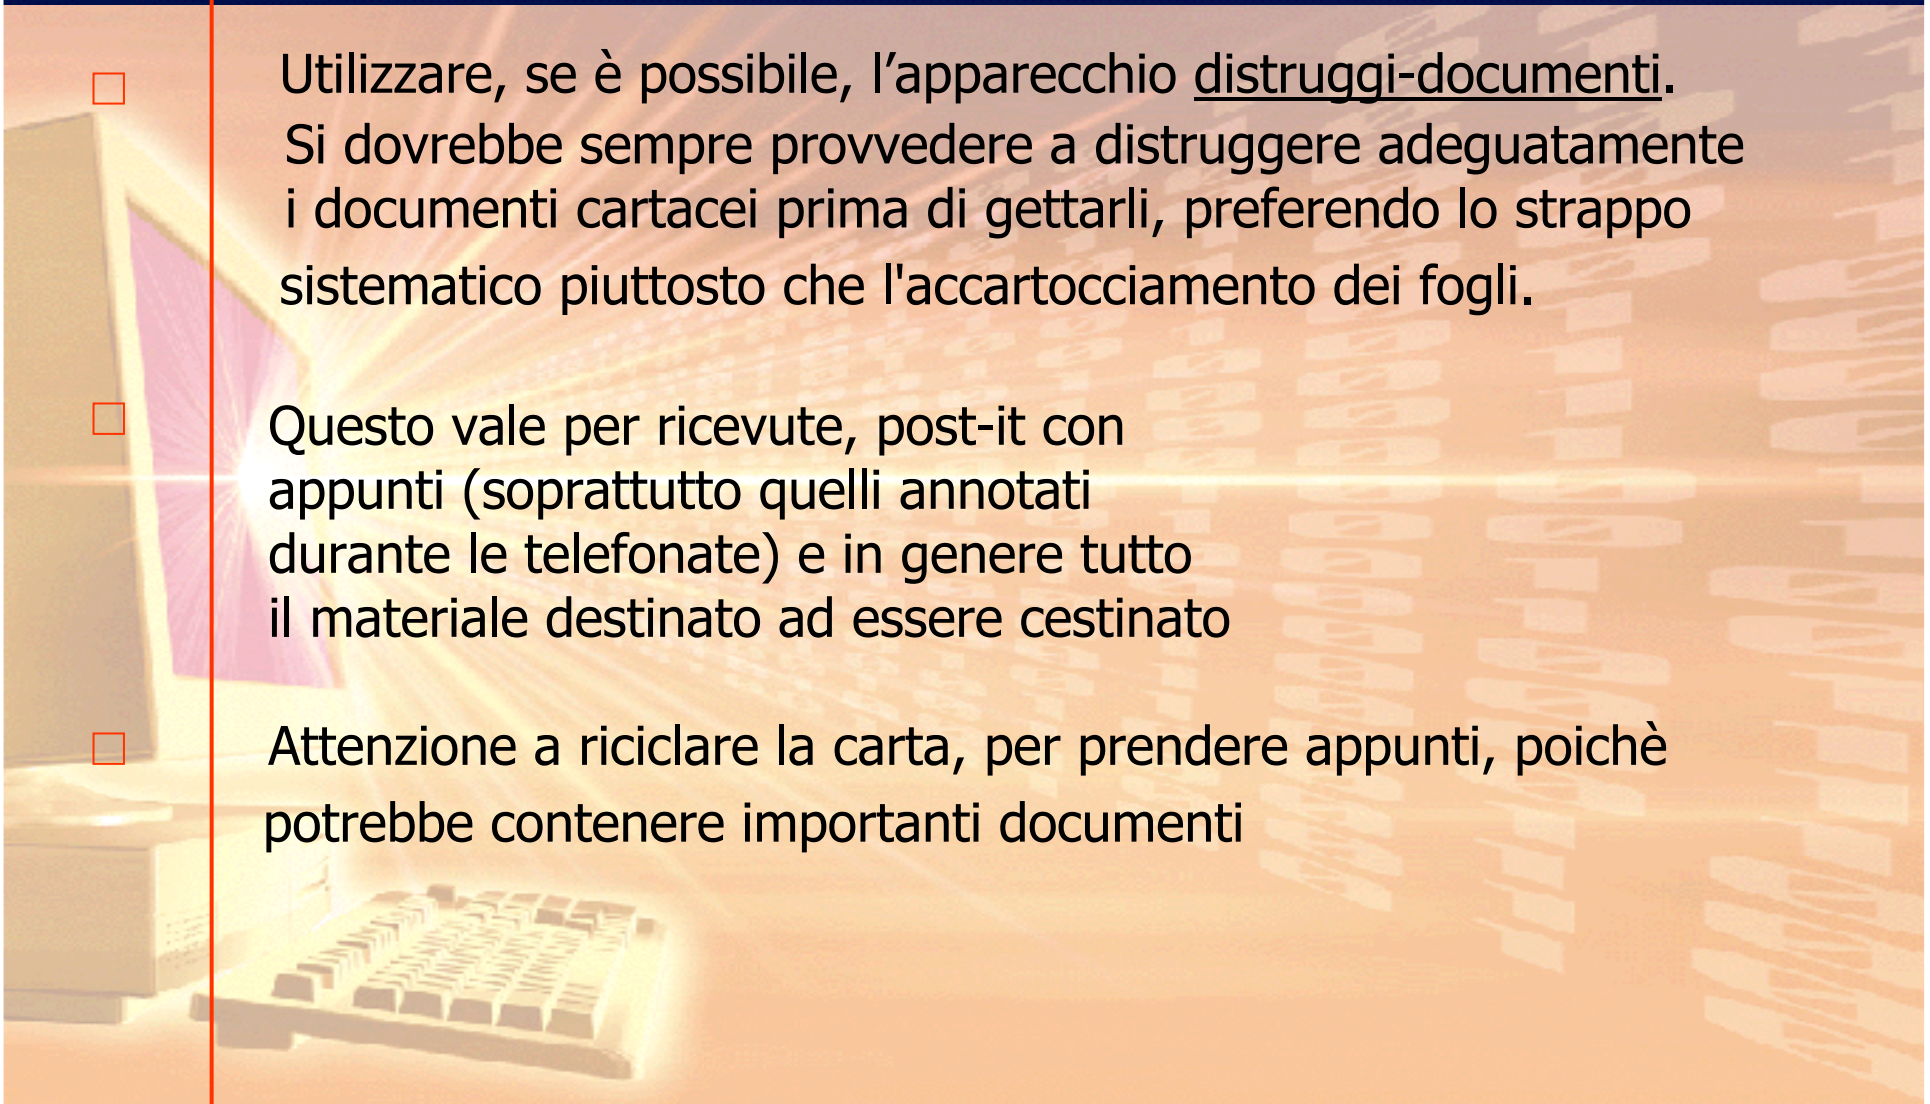 Utilizzare, se è possibile, l’apparecchio distruggi-documenti.
Si dovrebbe sempre provvedere a distruggere adeguatamente
i documenti cartacei prima di gettarli, preferendo lo strappo
sistematico piuttosto che l'accartocciamento dei fogli.
Questo vale per ricevute, post-it con
appunti (soprattutto quelli annotati
durante le telefonate) e in genere tutto
il materiale destinato ad essere cestinato
Attenzione a riciclare la carta, per prendere appunti, poichè
potrebbe contenere importanti documenti